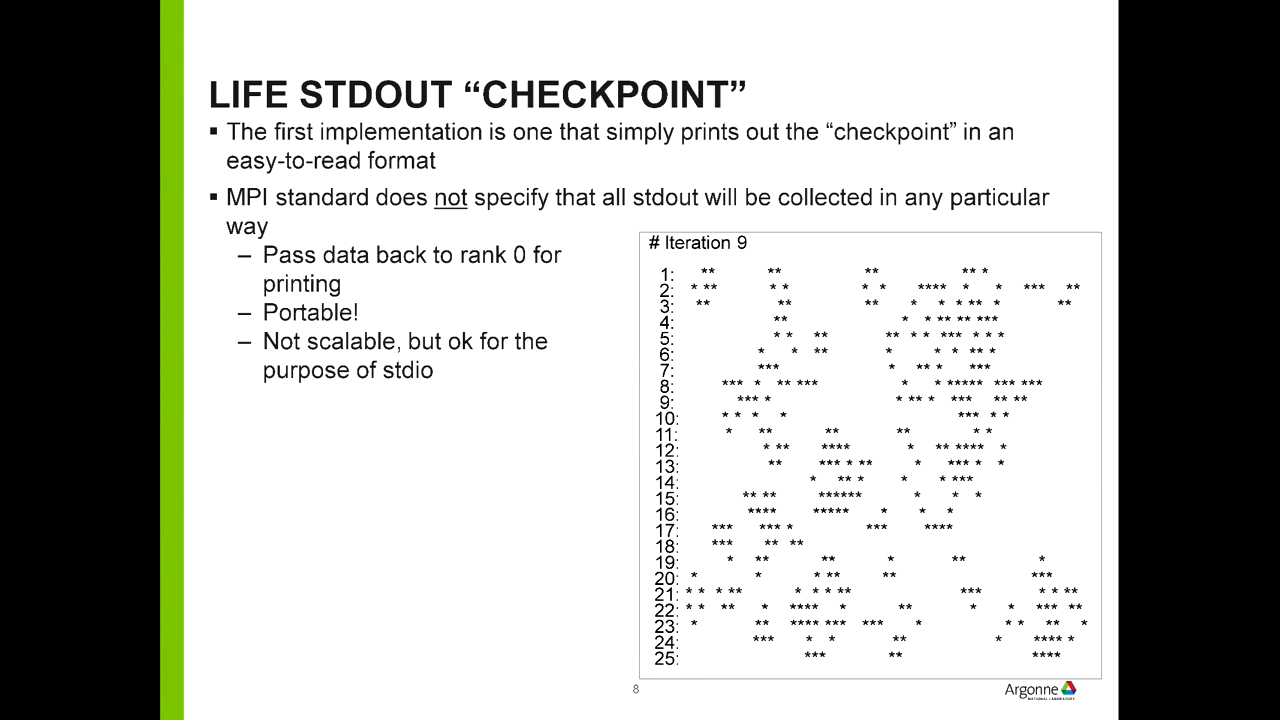 LIFE STDOUT “CHECKPOINT”
▪ The first implementation is one that simply prints out the “checkpoint” in an
easy-to-read format
▪ MPI standard does not specify that all stdout will be collected in any particular
way
– Pass data back to rank 0 for
printing
– Portable!
– Not scalable, but ok for the
purpose of stdio
# Iteration 9
1: ** ** ** ** *
2: * ** * * * * **** * * *** **
3: ** ** ** * * * ** * **
4: ** * * ** ** ***
5: * * ** ** * * *** * * *
6: * * ** * * * ** *
7: *** * ** * ***
8: *** * ** *** * * ***** *** ***
9: *** * * *** * *** ** **
10: * * * * *** * *
11: * ** ** ** * *
12: * ** **** * ** **** *
13: ** *** * ** * *** * *
14: * ** * * * ***
15: ** ** ****** * * *
16: **** ***** * * *
17: *** *** * *** ****
18: *** ** **
19: * ** ** * ** *
20: * * * ** ** ***
21: * * * ** * * * ** *** * * **
22: * * ** * **** * ** * * *** **
23: * ** **** *** *** * * * ** *
24: *** * * ** * **** *
25: *** ** ****
8
Argonne
NATIONAL LABORATORY